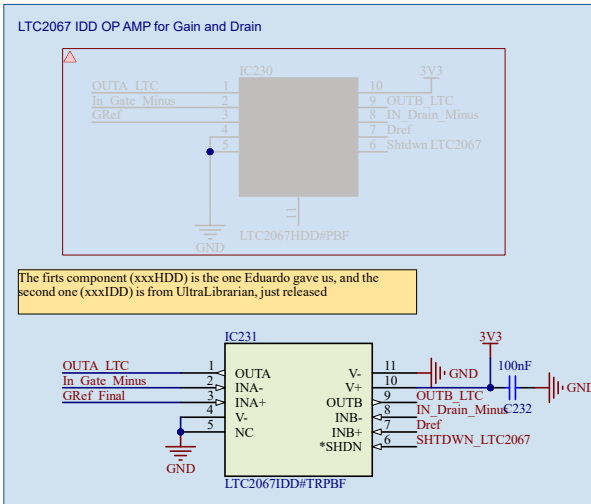 LTC2067 IDD OP AMP for Gain and Drain
IC230
OUTA_LTC 1
In_Gate_Minus 2
GRef 3
4
5
10 3V3
9 OUTB_LTC
8 IN_Drain_Minus
7 Dref
6 Shtdwn LTC2067
11
GND
LTC2067HDD#PBF
The firts component (xxxHDD) is the one Eduardo gave us, and the
second one (xxxIDD) is from UltraLibrarian, just released
IC231
OUTA_LTC 1 OUTA
In_Gate_Minus 2 INA-
GRef_Final 3 INA+
4 V-
5 NC
GND
V- 11 GND
V+ 10 3V3
OUTB 9 OUTB_LTC
INB- 8 IN_Drain_Minus
INB+ 7 Dref
*SHDN 6 SHTDWN_LTC2067
100nF
C232
GND
LTC2067IDD#TRPBF